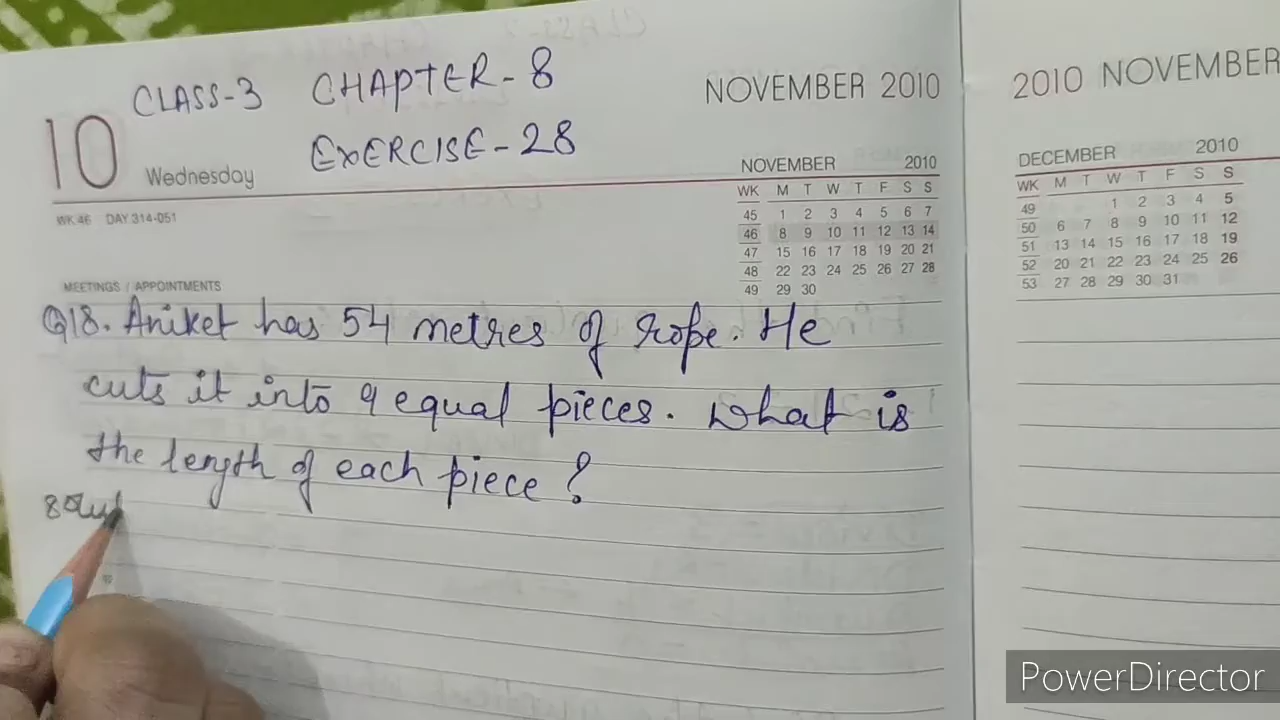 CLASS-3 CHAPTER-8
NOVEMBER 2010
10
Wednesday
EXERCISE-28
WK 46 DAY 314-051
NOVEMBER 2010
WK M T W T F S S
45 1 2 3 4 5 6 7
46 8 9 10 11 12 13 14
47 15 16 17 18 19 20 21
48 22 23 24 25 26 27 28
49 29 30
MEETINGS / APPOINTMENTS
Q18. Aniket has 54 metres of rope. He
cuts it into 9 equal pieces. What is
the length of each piece?
2010 NOVEMBER
DECEMBER 2010
WK M T W T F S S
49 1 2 3 4 5
50 6 7 8 9 10 11 12
51 13 14 15 16 17 18 19
52 20 21 22 23 24 25 26
53 27 28 29 30 31
PowerDirector